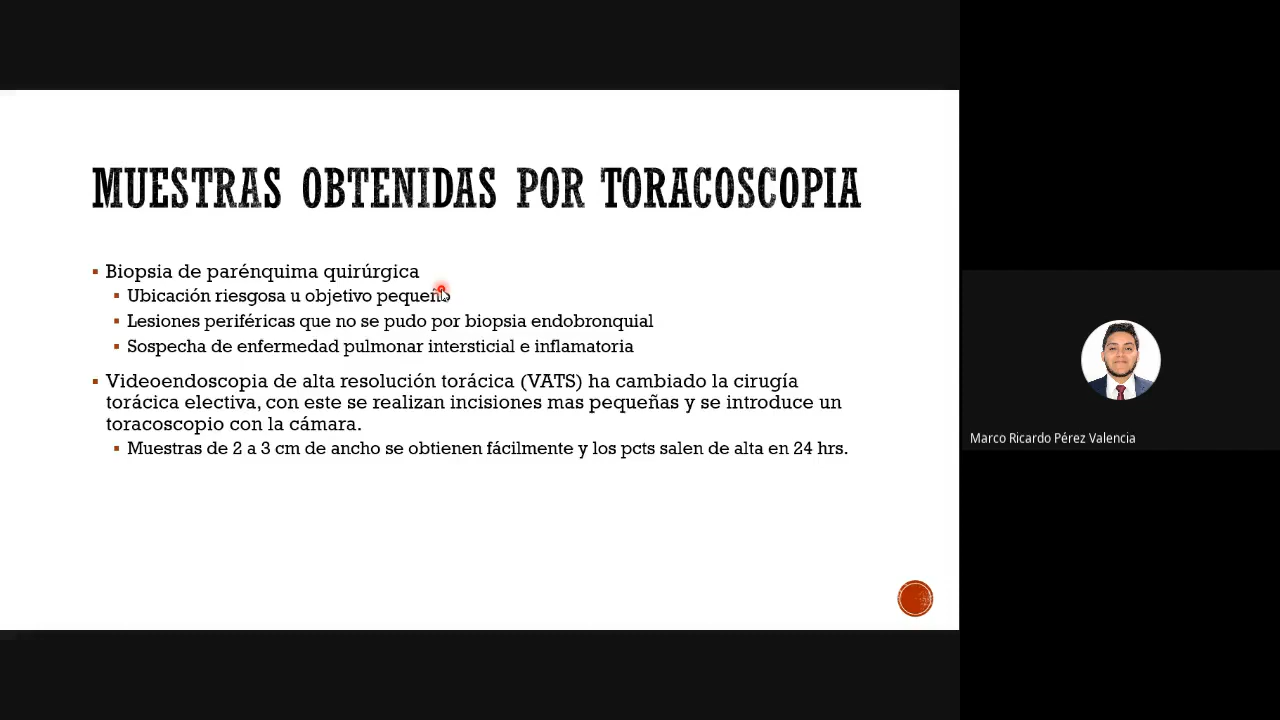 MUESTRAS OBTENIDAS POR TORACOSCOPIA
Biopsia de parénquima quirúrgica
Ubicación riesgosa u objetivo pequeño
Lesiones periféricas que no se pudo por biopsia endobronquial
Sospecha de enfermedad pulmonar intersticial e inflamatoria
Videoendoscopia de alta resolución torácica (VATS) ha cambiado la cirugía
torácica electiva, con este se realizan incisiones mas pequeñas y se introduce un
toracoscopio con la cámara.
Muestras de 2 a 3 cm de ancho se obtienen fácilmente y los pcts salen de alta en 24 hrs.
Marco Ricardo Pérez Valencia